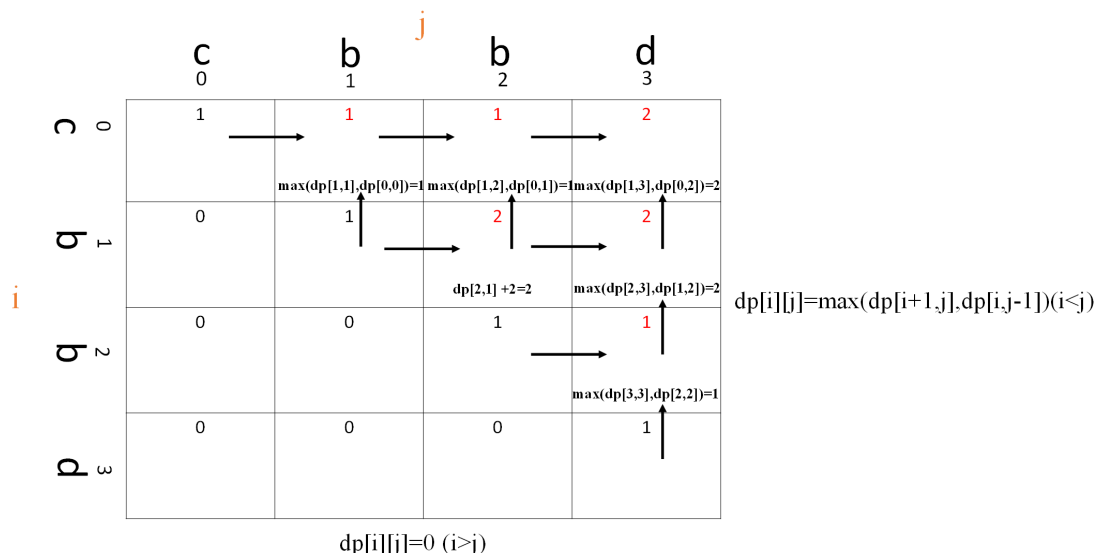 j
c b b d
0 1 2 3
c 0 1 1 1 2
max(dp[1,1],dp[0,0])=1 max(dp[1,2],dp[0,1])=1 max(dp[1,3],dp[0,2])=2
b 1 0 1 2 2
i
dp[2,1] +2=2 max(dp[2,3],dp[1,2])=2
dp[i][j]=max(dp[i+1,j],dp[i,j-1])(i<j)
b 2 0 0 1 1
max(dp[3,3],dp[2,2])=1
d 3 0 0 0 1
dp[i][j]=0 (i>j)